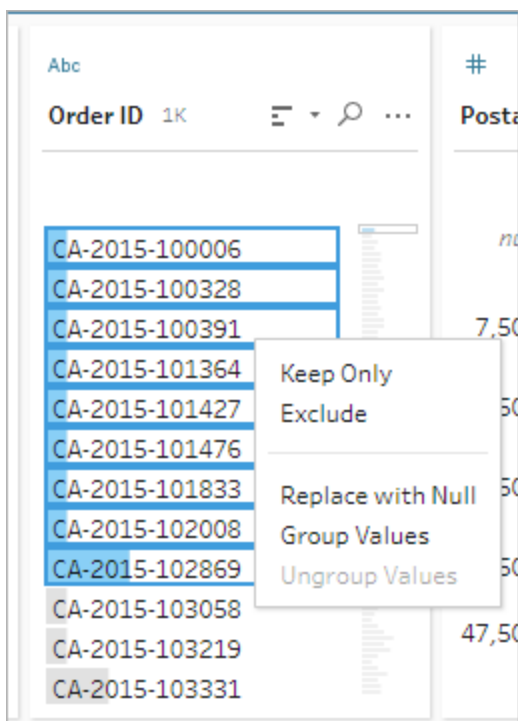 Abc
#
Order ID 1K ...
Posta
CA-2015-100006
CA-2015-100328
CA-2015-100391
CA-2015-101364
CA-2015-101427
CA-2015-101476
CA-2015-101833
CA-2015-102008
CA-2015-102869
CA-2015-103058
CA-2015-103219
CA-2015-103331
Keep Only
Exclude
Replace with Null
Group Values
Ungroup Values
7,50
47,50